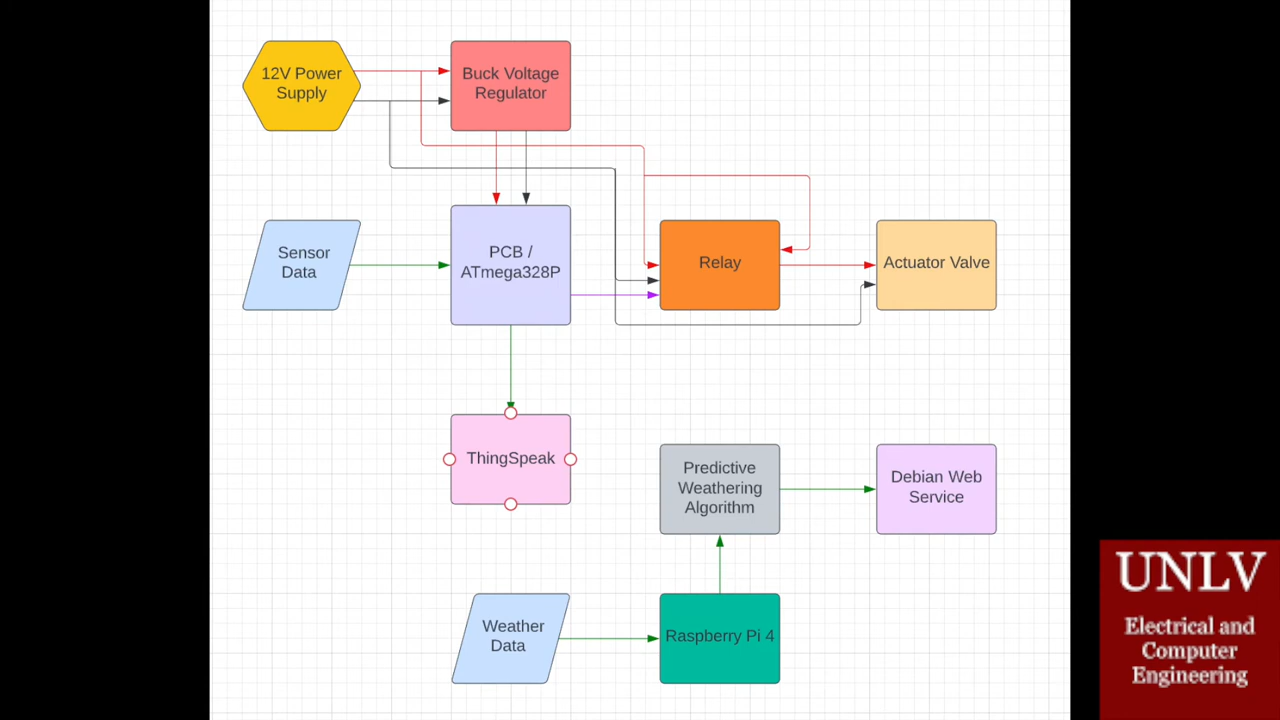 12V Power
Supply
Buck Voltage
Regulator
Sensor
Data
PCB /
ATmega328P
Relay
Actuator Valve
ThingSpeak
Predictive
Weathering
Algorithm
Debian Web
Service
Weather
Data
Raspberry Pi 4
UNLV
Electrical and
Computer
Engineering